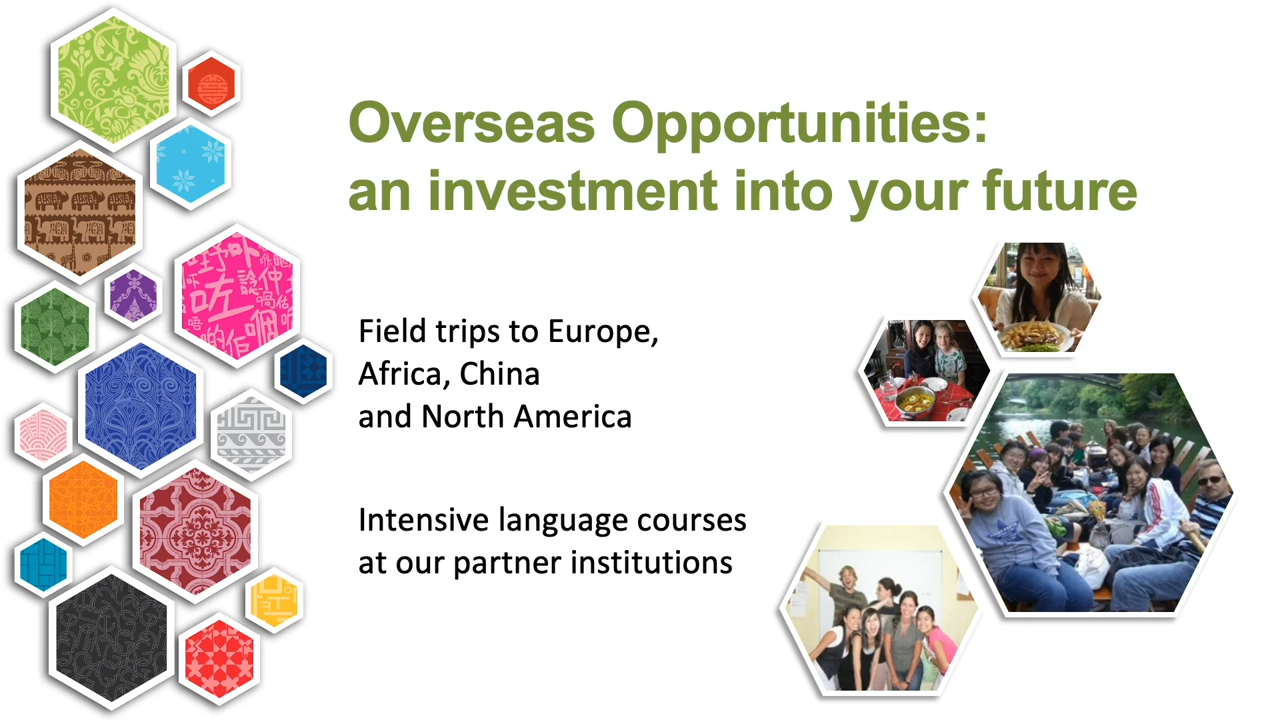 Overseas Opportunities:
an investment into your future
Field trips to Europe,
Africa, China
and North America
Intensive language courses
at our partner institutions